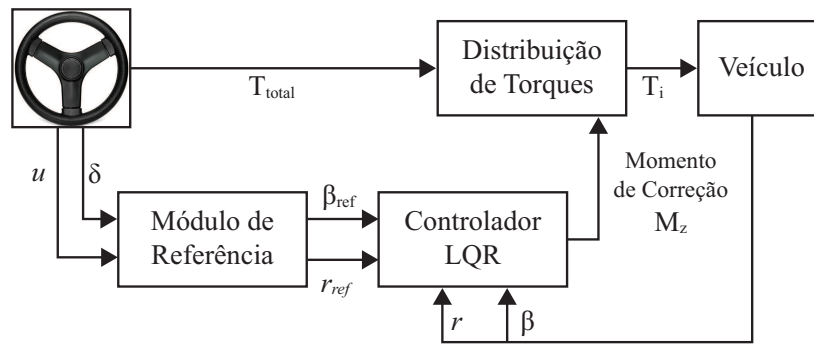 Distribuição
de Torques
Veículo
T_total
T_i
u
δ
Momento
de Correção
M_z
Módulo de
Referência
β_ref
r_ref
Controlador
LQR
r
β